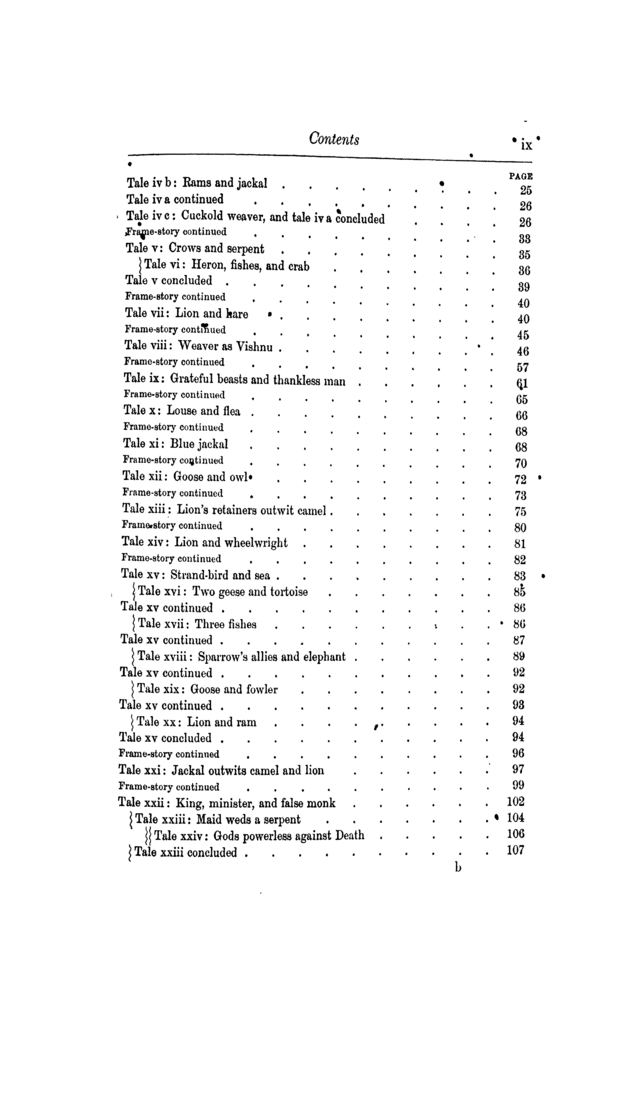 Contents ix
PAGE
Tale iv b: Rams and jackal . . . . . . . . . 25
Tale iv a continued . . . . . . . . . . 26
Tale iv c: Cuckold weaver, and tale iv a concluded . . . . 26
Frame-story continued . . . . . . . . . . 33
Tale v: Crows and serpent . . . . . . . . . 35
{Tale vi: Heron, fishes, and crab . . . . . . . 36
Tale v concluded . . . . . . . . . . . 39
Frame-story continued . . . . . . . . . . 40
Tale vii: Lion and hare . . . . . . . . . 40
Frame-story continued . . . . . . . . . . 45
Tale viii: Weaver as Vishnu . . . . . . . . . 46
Frame-story continued . . . . . . . . . . 57
Tale ix: Grateful beasts and thankless man . . . . . . 61
Frame-story continued . . . . . . . . . . 65
Tale x: Louse and flea . . . . . . . . . . 66
Frame-story continued . . . . . . . . . . 68
Tale xi: Blue jackal . . . . . . . . . . 68
Frame-story continued . . . . . . . . . . 70
Tale xii: Goose and owl . . . . . . . . . 72
Frame-story continued . . . . . . . . . . 73
Tale xiii: Lion's retainers outwit camel . . . . . . . 75
Frame-story continued . . . . . . . . . . 80
Tale xiv: Lion and wheelwright . . . . . . . . 81
Frame-story continued . . . . . . . . . . 82
Tale xv: Strand-bird and sea . . . . . . . . . 83
{Tale xvi: Two geese and tortoise . . . . . . . 85
Tale xv continued . . . . . . . . . . . 86
{Tale xvii: Three fishes . . . . . . . . . 86
Tale xv continued . . . . . . . . . . . 87
{Tale xviii: Sparrow's allies and elephant . . . . . . 89
Tale xv continued . . . . . . . . . . . 92
{Tale xix: Goose and fowler . . . . . . . . 92
Tale xv continued . . . . . . . . . . . 93
{Tale xx: Lion and ram . . . . . . . . . 94
Tale xv concluded . . . . . . . . . . . 94
Frame-story continued . . . . . . . . . . 96
Tale xxi: Jackal outwits camel and lion . . . . . . 97
Frame-story continued . . . . . . . . . . 99
Tale xxii: King, minister, and false monk . . . . . . 102
{Tale xxiii: Maid weds a serpent . . . . . . . 104
{{Tale xxiv: Gods powerless against Death . . . . . 106
{Tale xxiii concluded . . . . . . . . . . 107
b